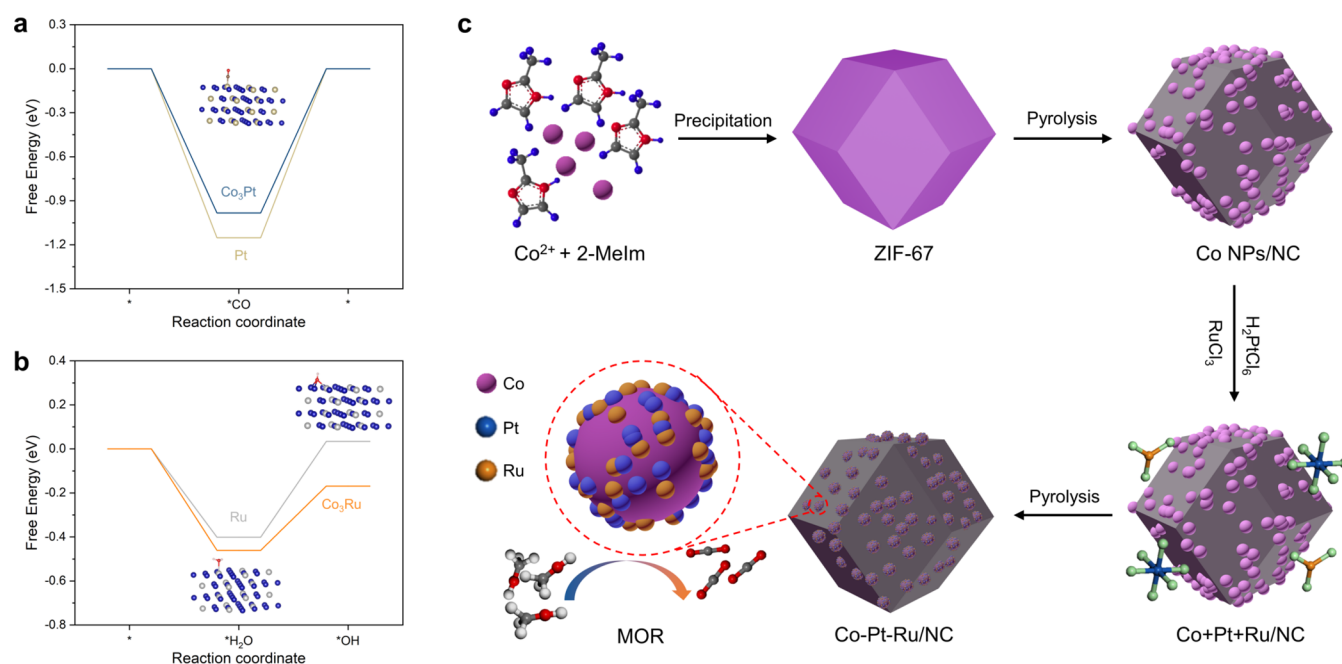 a
0.3
0.0
-0.3
-0.6
-0.9
-1.2
-1.5
Free Energy (eV)
Co₃Pt
Pt
*
*CO
*
Reaction coordinate
b
0.4
0.2
0.0
-0.2
-0.4
-0.6
-0.8
Free Energy (eV)
Ru
Co₃Ru
*
*H₂O
*OH
Reaction coordinate
c
Precipitation
Pyrolysis
Co²⁺ + 2-MeIm
ZIF-67
Co NPs/NC
H₂PtCl₆
RuCl₃
Co
Pt
Ru
Pyrolysis
MOR
Co-Pt-Ru/NC
Co+Pt+Ru/NC